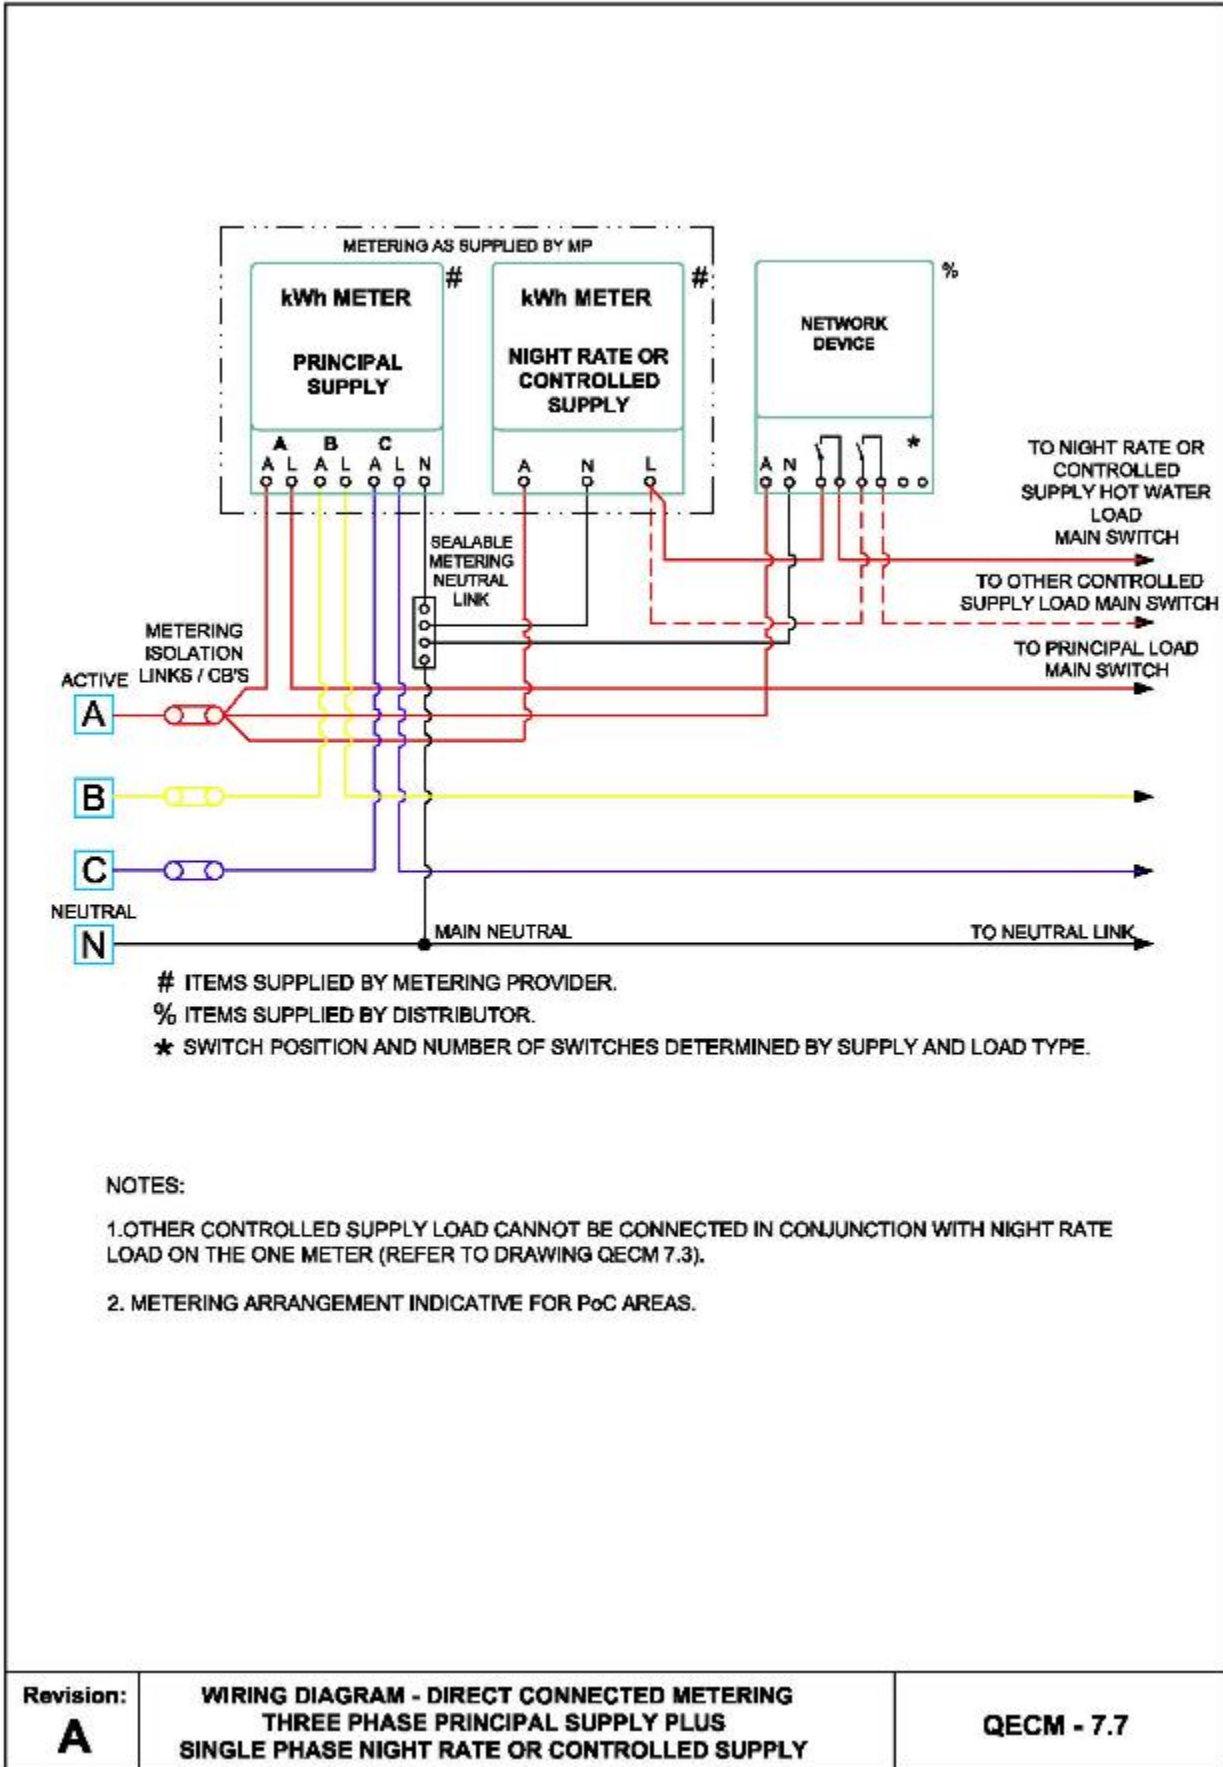 METERING AS SUPPLIED BY MP
kWh METER
PRINCIPAL
SUPPLY
#
kWh METER
NIGHT RATE OR
CONTROLLED
SUPPLY
#
NETWORK
DEVICE
%
A B C
A L A L A L N
A N L
A N
*
TO NIGHT RATE OR
CONTROLLED
SUPPLY HOT WATER
LOAD
MAIN SWITCH
SEALABLE
METERING
NEUTRAL
LINK
TO OTHER CONTROLLED
SUPPLY LOAD MAIN SWITCH
TO PRINCIPAL LOAD
MAIN SWITCH
METERING
ISOLATION
LINKS / CB'S
ACTIVE
A
B
C
NEUTRAL
N
MAIN NEUTRAL
TO NEUTRAL LINK
# ITEMS SUPPLIED BY METERING PROVIDER.
% ITEMS SUPPLIED BY DISTRIBUTOR.
* SWITCH POSITION AND NUMBER OF SWITCHES DETERMINED BY SUPPLY AND LOAD TYPE.
NOTES:
1.OTHER CONTROLLED SUPPLY LOAD CANNOT BE CONNECTED IN CONJUNCTION WITH NIGHT RATE
LOAD ON THE ONE METER (REFER TO DRAWING QECM 7.3).
2. METERING ARRANGEMENT INDICATIVE FOR PoC AREAS.
Revision:
A
WIRING DIAGRAM - DIRECT CONNECTED METERING
THREE PHASE PRINCIPAL SUPPLY PLUS
SINGLE PHASE NIGHT RATE OR CONTROLLED SUPPLY
QECM - 7.7